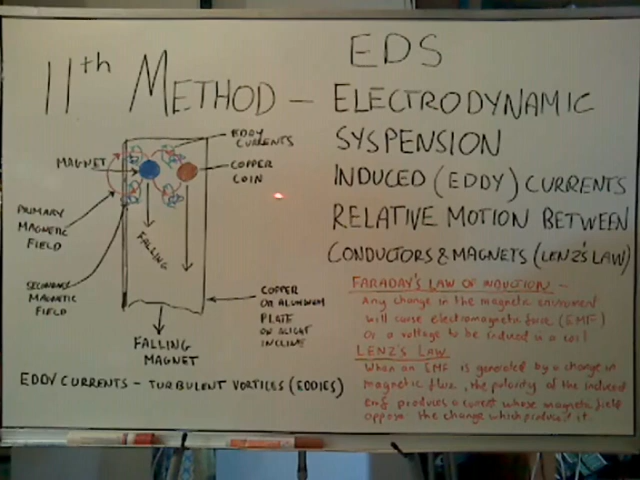 EDS
11th METHOD - ELECTRODYNAMIC
SYSPENSION
INDUCED (EDDY) CURRENTS
RELATIVE MOTION BETWEEN
CONDUCTORS & MAGNETS (LENZ'S LAW)
EDDY
CURRENTS
MAGNET
COPPER
COIN
PRIMARY
MAGNETIC
FIELD
FALLING
SECONDARY
MAGNETIC
FIELD
COPPER
OR ALUMINUM
PLATE
ON SLIGHT
INCLINE
FALLING
MAGNET
EDDY CURRENTS - TURBULENT VORTICES (EDDIES)
FARADAY'S LAW OF INDUCTION -
Any change in the magnetic enviroment
will cause electromagnetic force (EMF)
Or a voltage to be induced in a coil
LENZ'S LAW
When an EMF is generated by a change in
magnetic flux, the polarity of the induced
emf produces a current whose magnetic field
oppose the change which produced it.